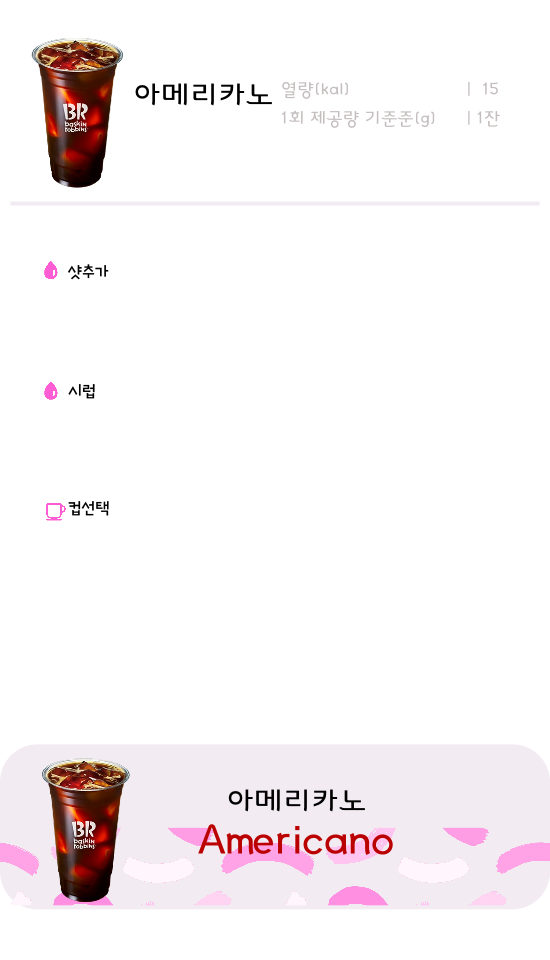 아메리카노
열량(kal) | 15
1회 제공량 기준준(g) | 1잔
BR
baskin
robbins
샷추가
시럽
컵선택
아메리카노
Americano
BR
baskin
robbins